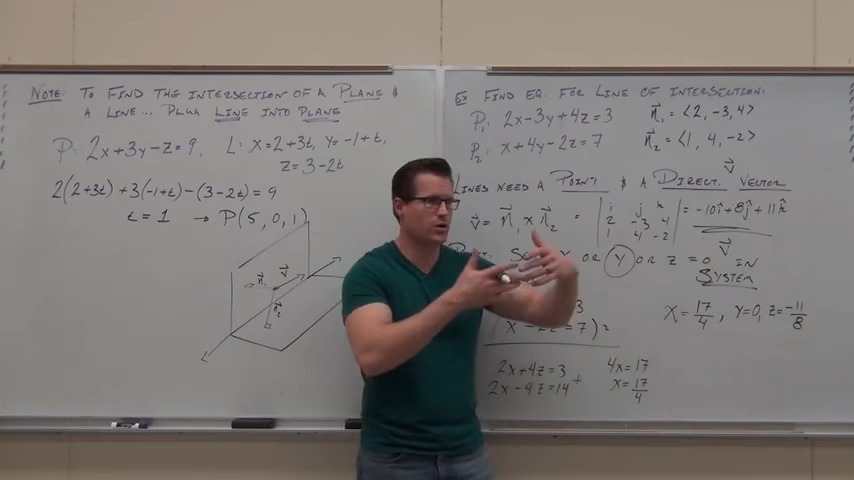 NOTE: TO FIND THE INTERSECTION OF A PLANE &
A LINE... PLUG LINE INTO PLANE
P: 2x+3y-z=9, L: x=2+3t, y=-1+t,
z=3-2t
2(2+3t)+3(-1+t)-(3-2t)=9
t=1 → P(5,0,1)
n⃗₁ v⃗
n⃗₂
Ex FIND EQ. FOR LINE OF INTERSECTION:
P₁: 2x-3y+4z=3 n⃗₁ = <2,-3,4>
P₂: x+4y-2z=7 n⃗₂ = <1,4,-2>
LINES NEED A POINT & A DIRECT. VECTOR v⃗
v⃗ = n⃗₁ x n⃗₂ = | i j k | = -10î+8ĵ+11k̂
2 -3 4
1 4 -2
v⃗
OR Y OR z=0 IN
SYSTEM
3
x =7)2
x=17/4, y=0, z=-11/8
2x+4z=3 4x=17
2x-4z=14 + x=17/4